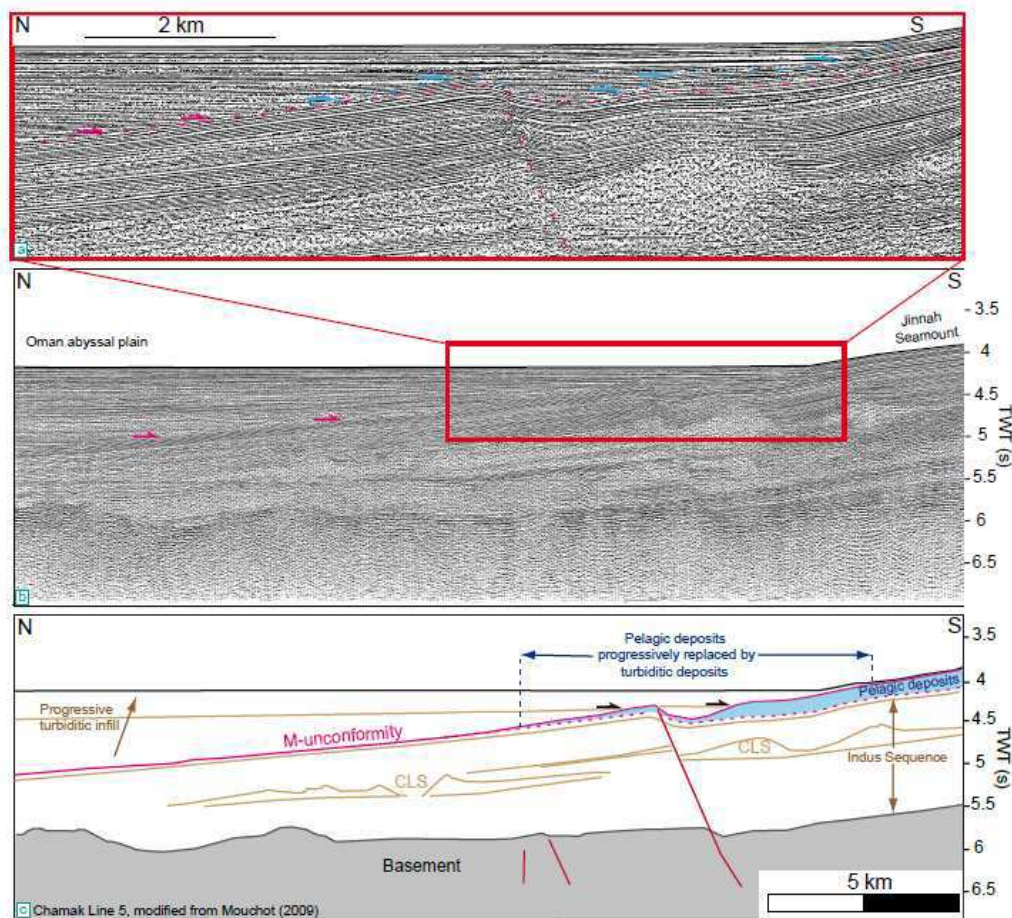 N
2 km
S
a
N
S
Oman abyssal plain
Jinnah
Seamount
3.5
4
4.5
5
5.5
6
6.5
TWT (s)
b
N
S
Pelagic deposits
progressively replaced by
turbiditic deposits
Progressive
turbiditic infill
M-unconformity
Pelagic deposits
CLS
CLS
Indus Sequence
Basement
3.5
4
4.5
5
5.5
6
6.5
TWT (s)
5 km
c Chamak Line 5, modified from Mouchot (2009)